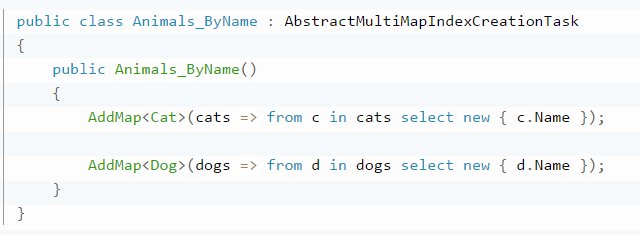 public class Animals_ByName : AbstractMultiMapIndexCreationTask
{
    public Animals_ByName()
    {
        AddMap<Cat>(cats => from c in cats select new { c.Name });

        AddMap<Dog>(dogs => from d in dogs select new { d.Name });
    }
}